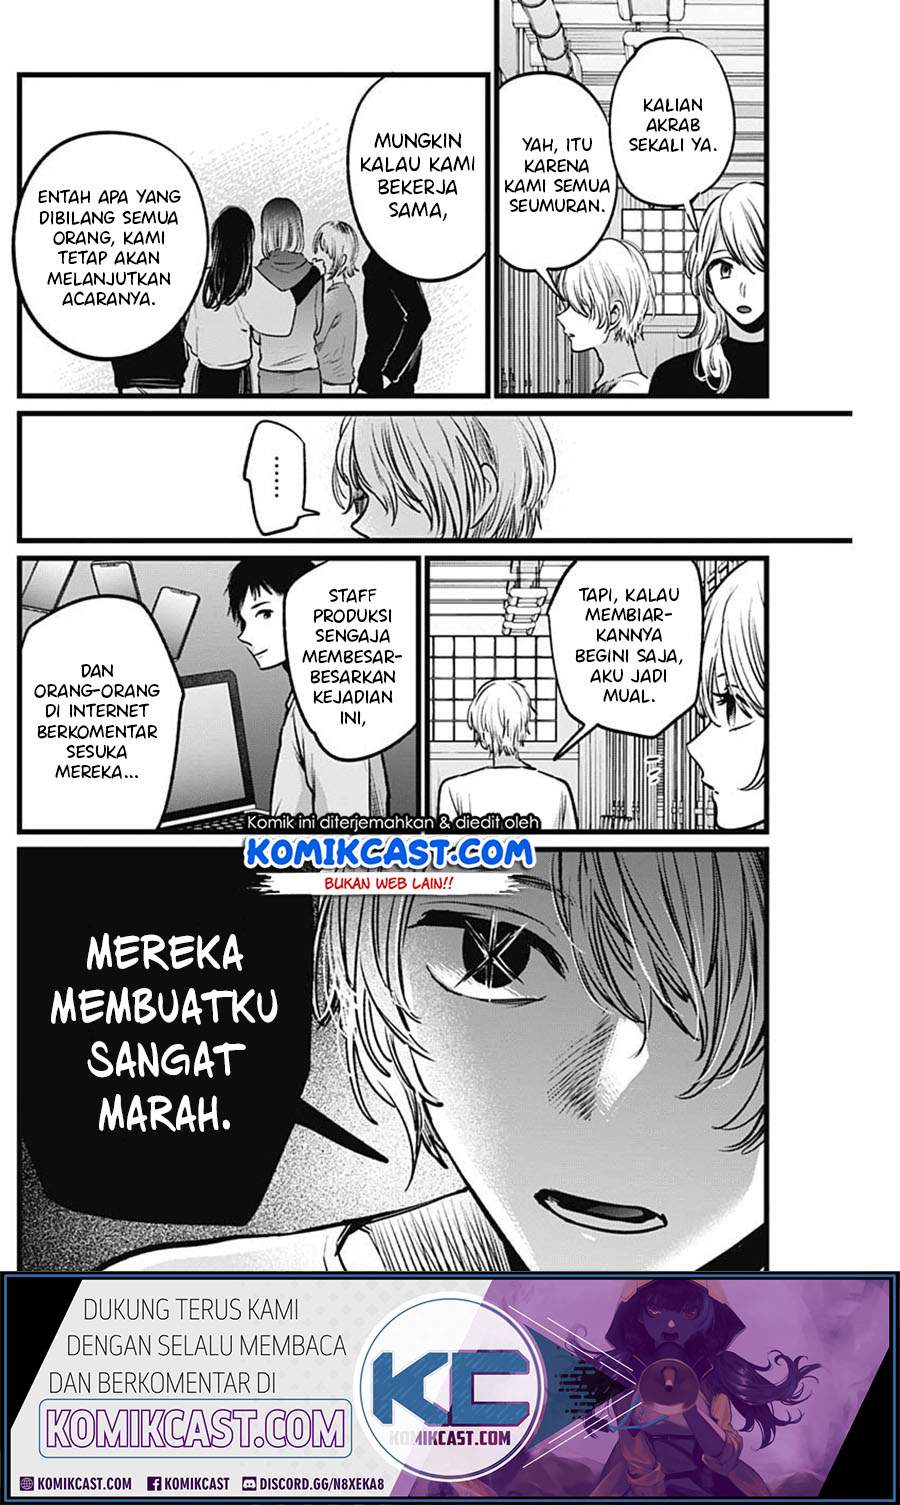 KALIAN
AKRAB
SEKALI YA.
YAH, ITU
KARENA
KAMI SEMUA
SEUMURAN.
MUNGKIN
KALAU KAMI
BEKERJA
SAMA,
ENTAH APA YANG
DIBILANG SEMUA
ORANG, KAMI
TETAP AKAN
MELANJUTKAN
ACARANYA.
......
TAPI, KALAU
MEMBIAR-
KANNYA
BEGINI SAJA,
AKU JADI
MUAL.
STAFF
PRODUKSI
SENGAJA
MEMBESAR-
BESARKAN
KEJADIAN
INI,
DAN
ORANG-ORANG
DI INTERNET
BERKOMENTAR
SESUKA
MEREKA...
Komik ini diterjemahkan & diedit oleh
KOMIKCAST.COM
BUKAN WEB LAIN!!
MEREKA
MEMBUATKU
SANGAT
MARAH.
DUKUNG TERUS KAMI
DENGAN SELALU MEMBACA
DAN BERKOMENTAR DI
KOMIKCAST.COM
KC
KOMIKCAST.COM
KOMIKCAST.COM
KOMIKCAST
DISCORD.GG/N8XEKA8